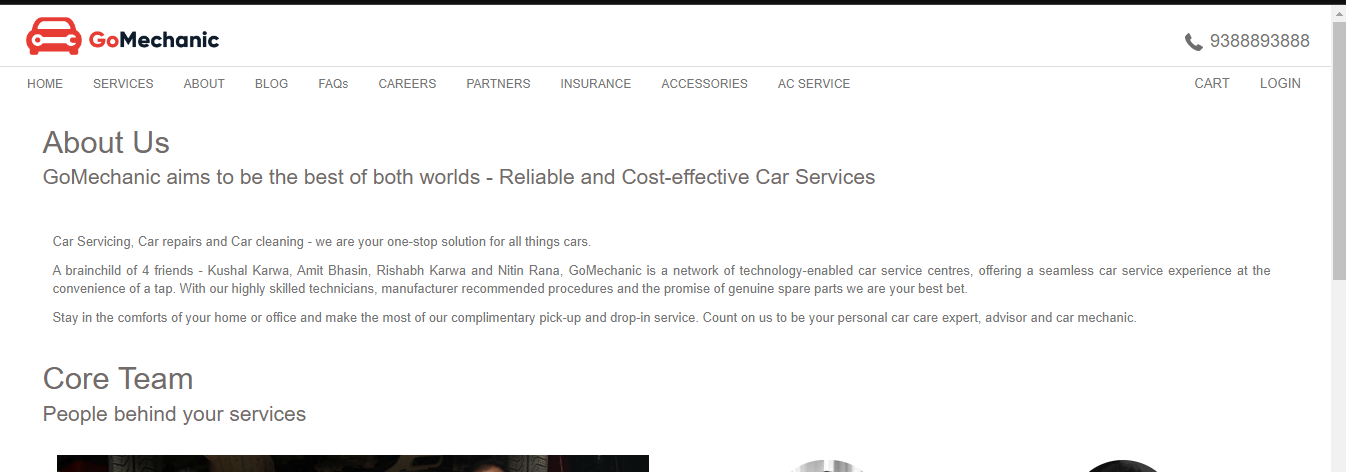 GoMechanic
9388893888
HOME SERVICES ABOUT BLOG FAQs CAREERS PARTNERS INSURANCE ACCESSORIES AC SERVICE CART LOGIN
About Us
GoMechanic aims to be the best of both worlds - Reliable and Cost-effective Car Services
Car Servicing, Car repairs and Car cleaning - we are your one-stop solution for all things cars.
A brainchild of 4 friends - Kushal Karwa, Amit Bhasin, Rishabh Karwa and Nitin Rana, GoMechanic is a network of technology-enabled car service centres, offering a seamless car service experience at the
convenience of a tap. With our highly skilled technicians, manufacturer recommended procedures and the promise of genuine spare parts we are your best bet.
Stay in the comforts of your home or office and make the most of our complimentary pick-up and drop-in service. Count on us to be your personal car care expert, advisor and car mechanic.
Core Team
People behind your services